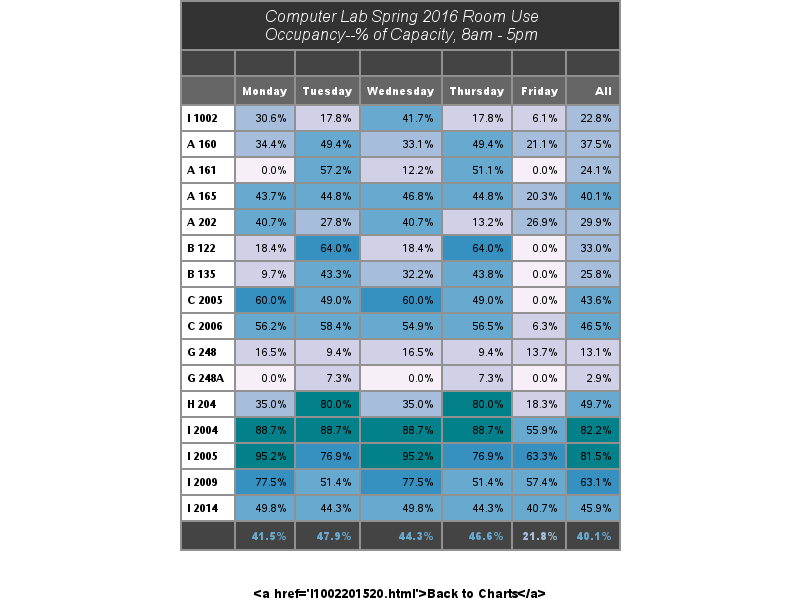 Computer Lab Spring 2016 Room Use
Occupancy--% of Capacity, 8am - 5pm
Monday Tuesday Wednesday Thursday Friday All
I 1002 30.6% 17.8% 41.7% 17.8% 6.1% 22.8%
A 160 34.4% 49.4% 33.1% 49.4% 21.1% 37.5%
A 161 0.0% 57.2% 12.2% 51.1% 0.0% 24.1%
A 165 43.7% 44.8% 46.8% 44.8% 20.3% 40.1%
A 202 40.7% 27.8% 40.7% 13.2% 26.9% 29.9%
B 122 18.4% 64.0% 18.4% 64.0% 0.0% 33.0%
B 135 9.7% 43.3% 32.2% 43.8% 0.0% 25.8%
C 2005 60.0% 49.0% 60.0% 49.0% 0.0% 43.6%
C 2006 56.2% 58.4% 54.9% 56.5% 6.3% 46.5%
G 248 16.5% 9.4% 16.5% 9.4% 13.7% 13.1%
G 248A 0.0% 7.3% 0.0% 7.3% 0.0% 2.9%
H 204 35.0% 80.0% 35.0% 80.0% 18.3% 49.7%
I 2004 88.7% 88.7% 88.7% 88.7% 55.9% 82.2%
I 2005 95.2% 76.9% 95.2% 76.9% 63.3% 81.5%
I 2009 77.5% 51.4% 77.5% 51.4% 57.4% 63.1%
I 2014 49.8% 44.3% 49.8% 44.3% 40.7% 45.9%
41.5% 47.9% 44.3% 46.6% 21.8% 40.1%
<a href='I1002201520.html'>Back to Charts</a>